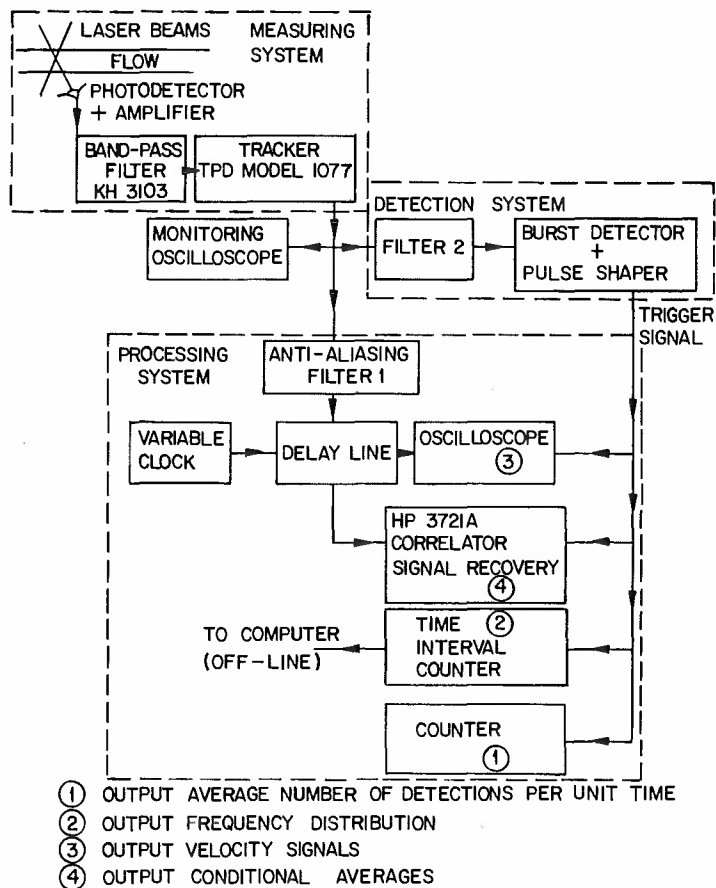 LASER BEAMS
FLOW
MEASURING
SYSTEM
PHOTODETECTOR
+ AMPLIFIER
BAND-PASS
FILTER
KH 3103
TRACKER
TPD MODEL 1077
DETECTION SYSTEM
MONITORING
OSCILLOSCOPE
FILTER 2
BURST DETECTOR
+
PULSE SHAPER
TRIGGER
SIGNAL
PROCESSING
SYSTEM
ANTI-ALIASING
FILTER 1
VARIABLE
CLOCK
DELAY LINE
OSCILLOSCOPE
3
HP 3721A
CORRELATOR
SIGNAL RECOVERY
4
TO COMPUTER
(OFF-LINE)
TIME 2
INTERVAL
COUNTER
COUNTER
1
1 OUTPUT AVERAGE NUMBER OF DETECTIONS PER UNIT TIME
2 OUTPUT FREQUENCY DISTRIBUTION
3 OUTPUT VELOCITY SIGNALS
4 OUTPUT CONDITIONAL AVERAGES